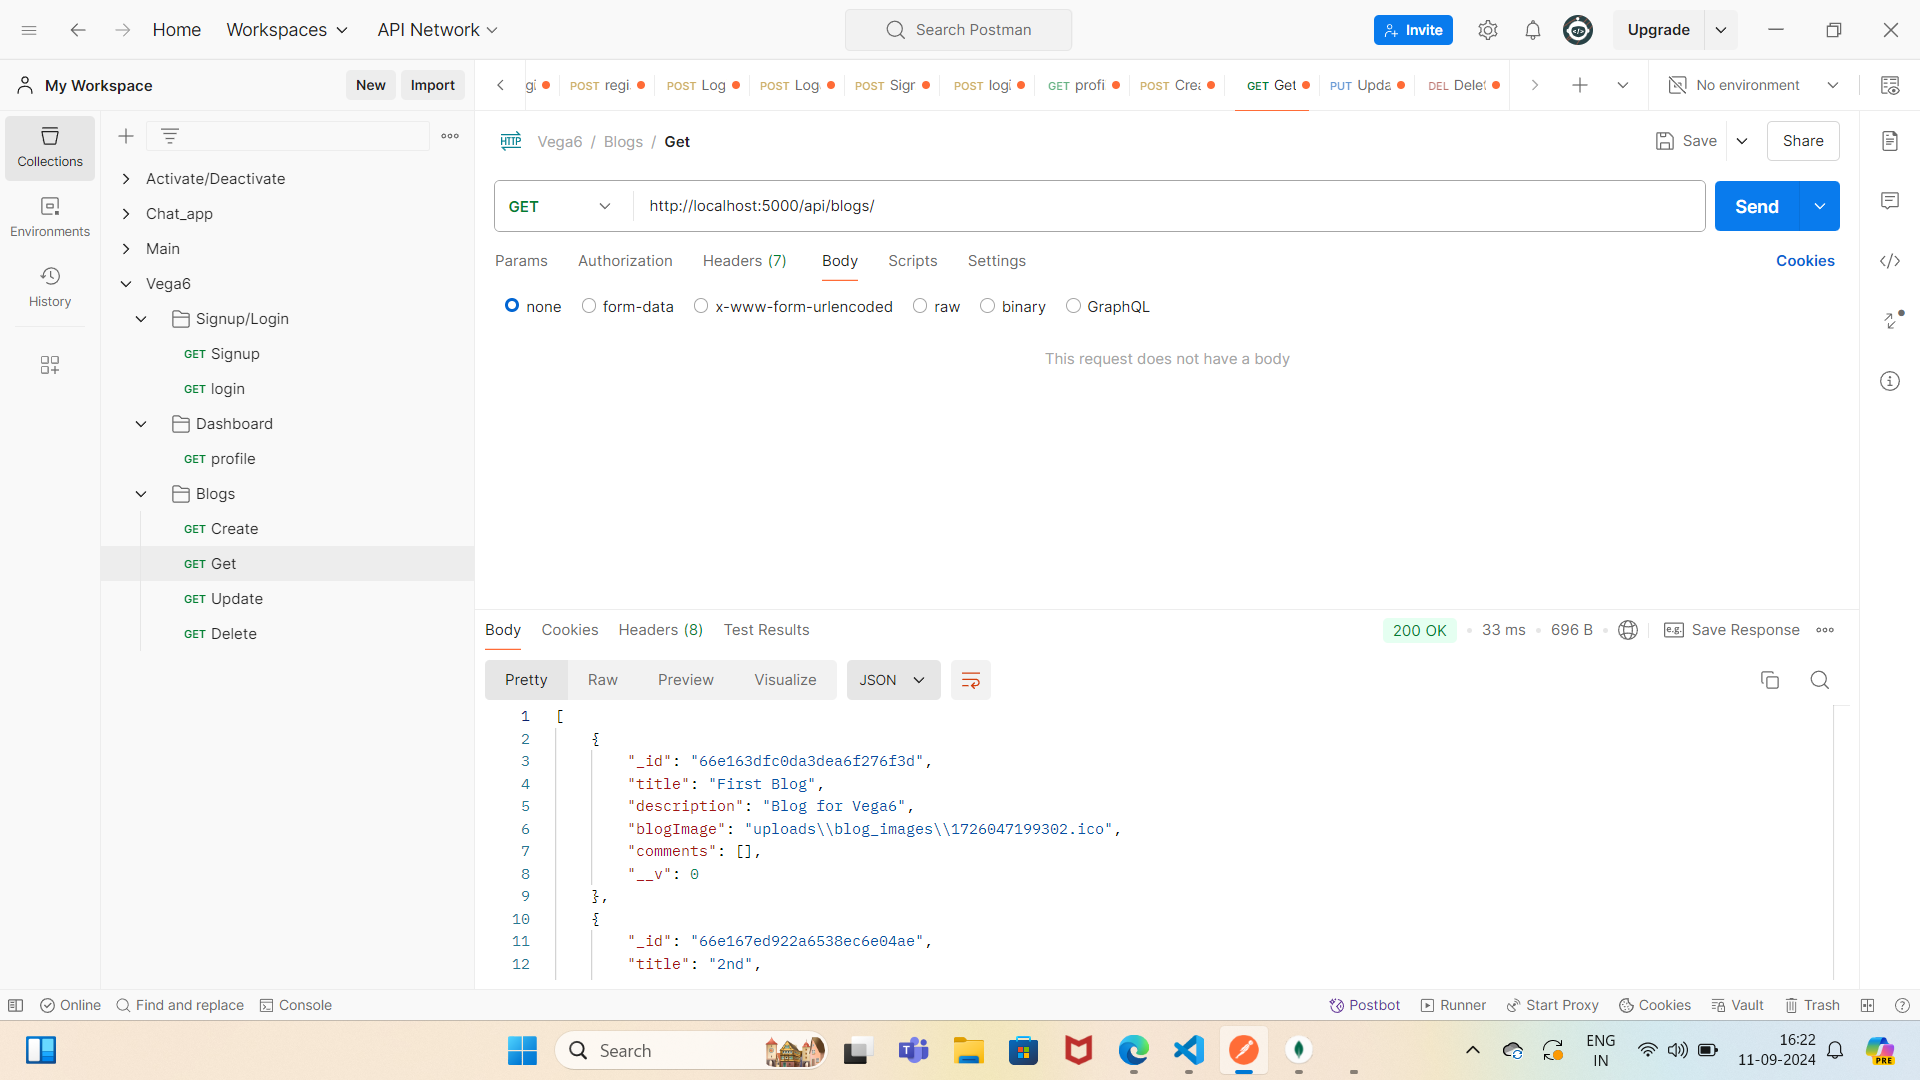 Home Workspaces API Network Search Postman Invite Upgrade
My Workspace New Import
POST regi POST Log POST Log POST Sigr POST logi GET profi POST Crea GET Get PUT Upda DEL Delet No environment
Collections
Environments
History
Activate/Deactivate
Chat_app
Main
Vega6
Signup/Login
GET Signup
GET login
Dashboard
GET profile
Blogs
GET Create
GET Get
GET Update
GET Delete
HTTP Vega6 / Blogs / Get Save Share
GET http://localhost:5000/api/blogs/ Send
Params Authorization Headers (7) Body Scripts Settings Cookies
none form-data x-www-form-urlencoded raw binary GraphQL
This request does not have a body
Body Cookies Headers (8) Test Results 200 OK 33 ms 696 B e.g. Save Response
Pretty Raw Preview Visualize JSON
1 [
2 {
3 "_id": "66e163dfc0da3dea6f276f3d",
4 "title": "First Blog",
5 "description": "Blog for Vega6",
6 "blogImage": "uploads\\blog_images\\1726047199302.ico",
7 "comments": [],
8 "__v": 0
9 },
10 {
11 "_id": "66e167ed922a6538ec6e04ae",
12 "title": "2nd",
Online Find and replace Console Postbot Runner Start Proxy Cookies Vault Trash
Search ENG 16:22
IN 11-09-2024 PRE